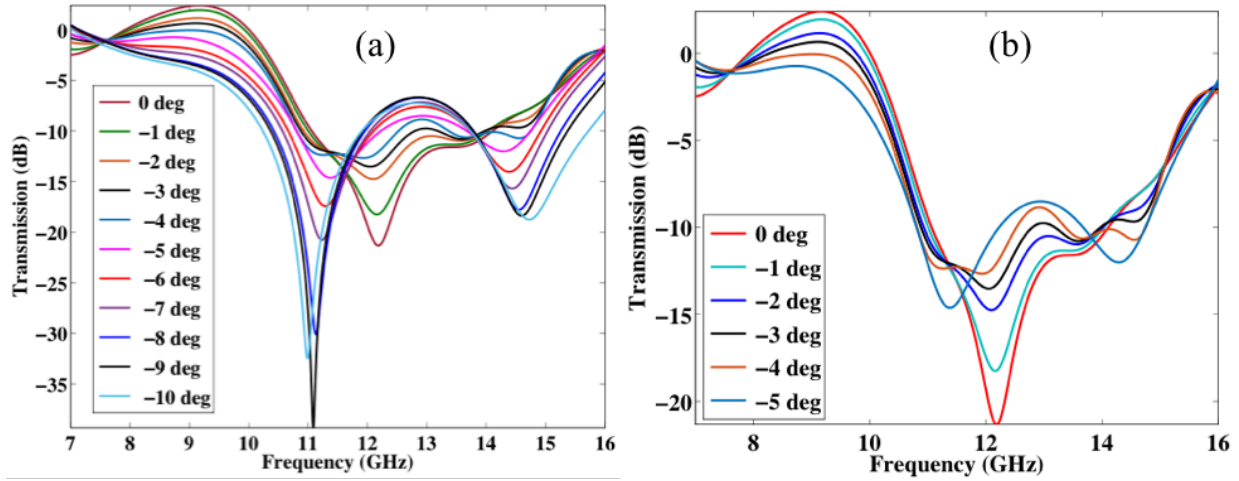 (a)
0
−5
−10
−15
−20
−25
−30
−35
Transmission (dB)
0 deg
−1 deg
−2 deg
−3 deg
−4 deg
−5 deg
−6 deg
−7 deg
−8 deg
−9 deg
−10 deg
7 8 9 10 11 12 13 14 15 16
Frequency (GHz)
(b)
0
−5
−10
−15
−20
Transmission (dB)
0 deg
−1 deg
−2 deg
−3 deg
−4 deg
−5 deg
8 10 12 14 16
Frequency (GHz)